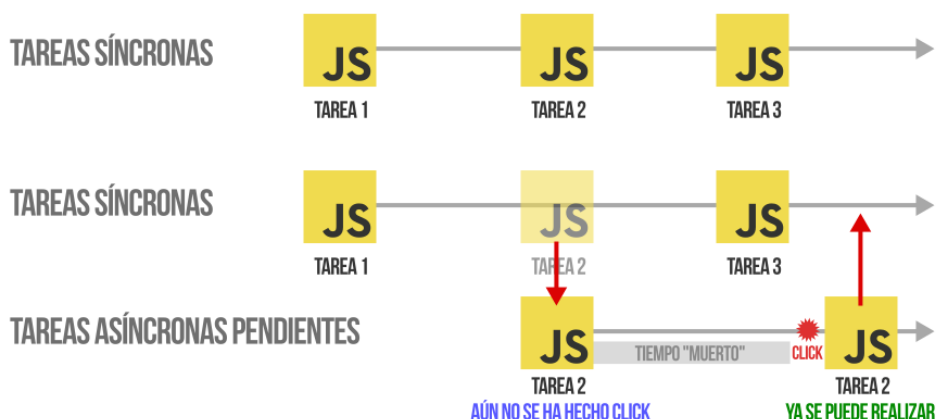 TAREAS SÍNCRONAS
JS JS JS
TAREA 1 TAREA 2 TAREA 3
TAREAS SÍNCRONAS
JS JS JS
TAREA 1 TAREA 2 TAREA 3
TAREAS ASÍNCRONAS PENDIENTES
JS TIEMPO "MUERTO" CLICK JS
TAREA 2 TAREA 2
AÚN NO SE HA HECHO CLICK YA SE PUEDE REALIZAR